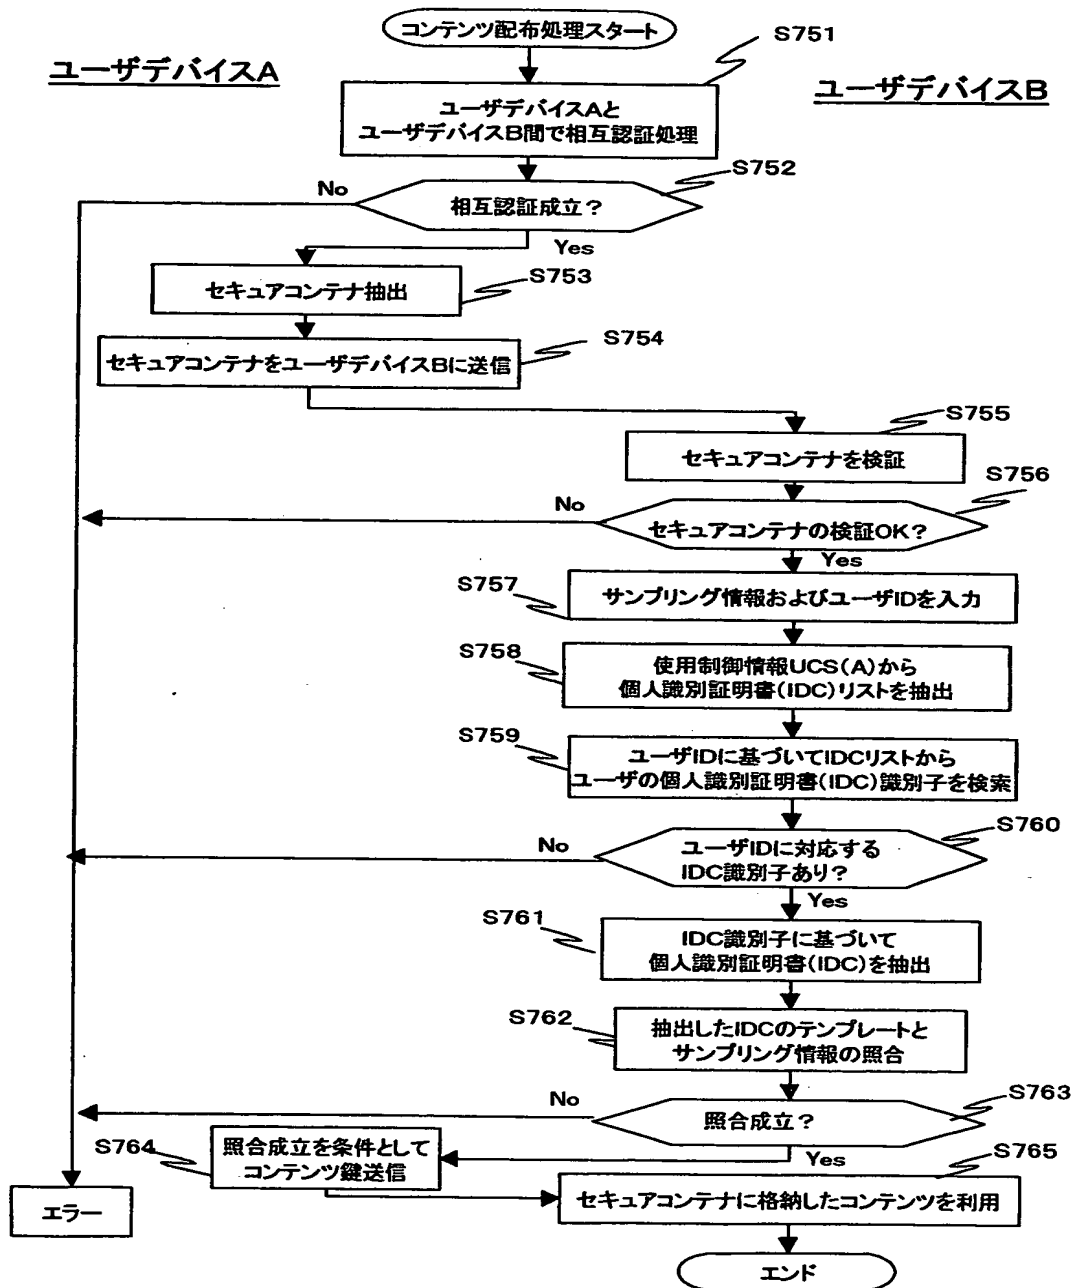 コンテンツ配布処理スタート
S751
ユーザデバイスA
ユーザデバイスB
ユーザデバイスAと
ユーザデバイスB間で相互認証処理
S752
No
相互認証成立？
Yes
S753
セキュアコンテナ抽出
S754
セキュアコンテナをユーザデバイスBに送信
S755
セキュアコンテナを検証
S756
No
セキュアコンテナの検証OK？
Yes
S757
サンプリング情報およびユーザIDを入力
S758
使用制御情報UCS(A)から
個人識別証明書(IDC)リストを抽出
S759
ユーザIDに基づいてIDCリストから
ユーザの個人識別証明書(IDC)識別子を検索
S760
No
ユーザIDに対応する
IDC識別子あり？
Yes
S761
IDC識別子に基づいて
個人識別証明書(IDC)を抽出
S762
抽出したIDCのテンプレートと
サンプリング情報の照合
No
S763
照合成立？
S764
照合成立を条件として
コンテンツ鍵送信
Yes
S765
セキュアコンテナに格納したコンテンツを利用
エラー
エンド